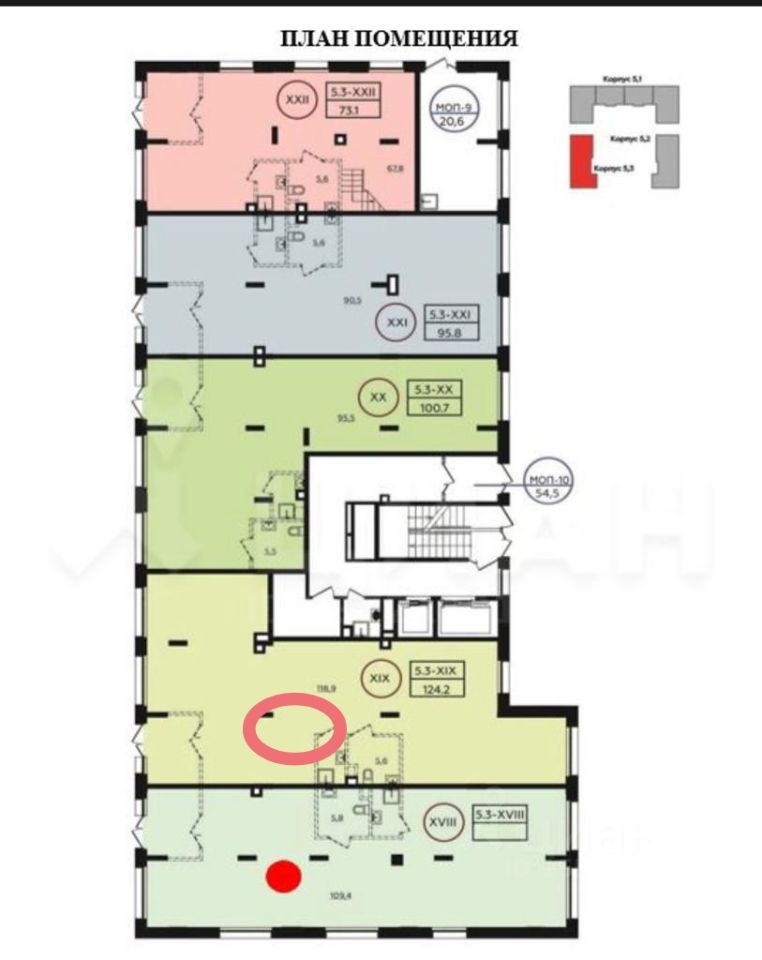 ПЛАН ПОМЕЩЕНИЯ
Корпус 5,1
Корпус 5,2
Корпус 5,3
XXII
5.3-XXII
73.1
МОП-9
20,6
67,8
5,6
5,6
90,5
XXI
5.3-XXI
95.8
XX
5.3-XX
100.7
95,5
МОП-10
54,5
5,5
XIX
5.3-XIX
124.2
118,9
5,6
5,8
XVIII
5.3-XVIII
109,4